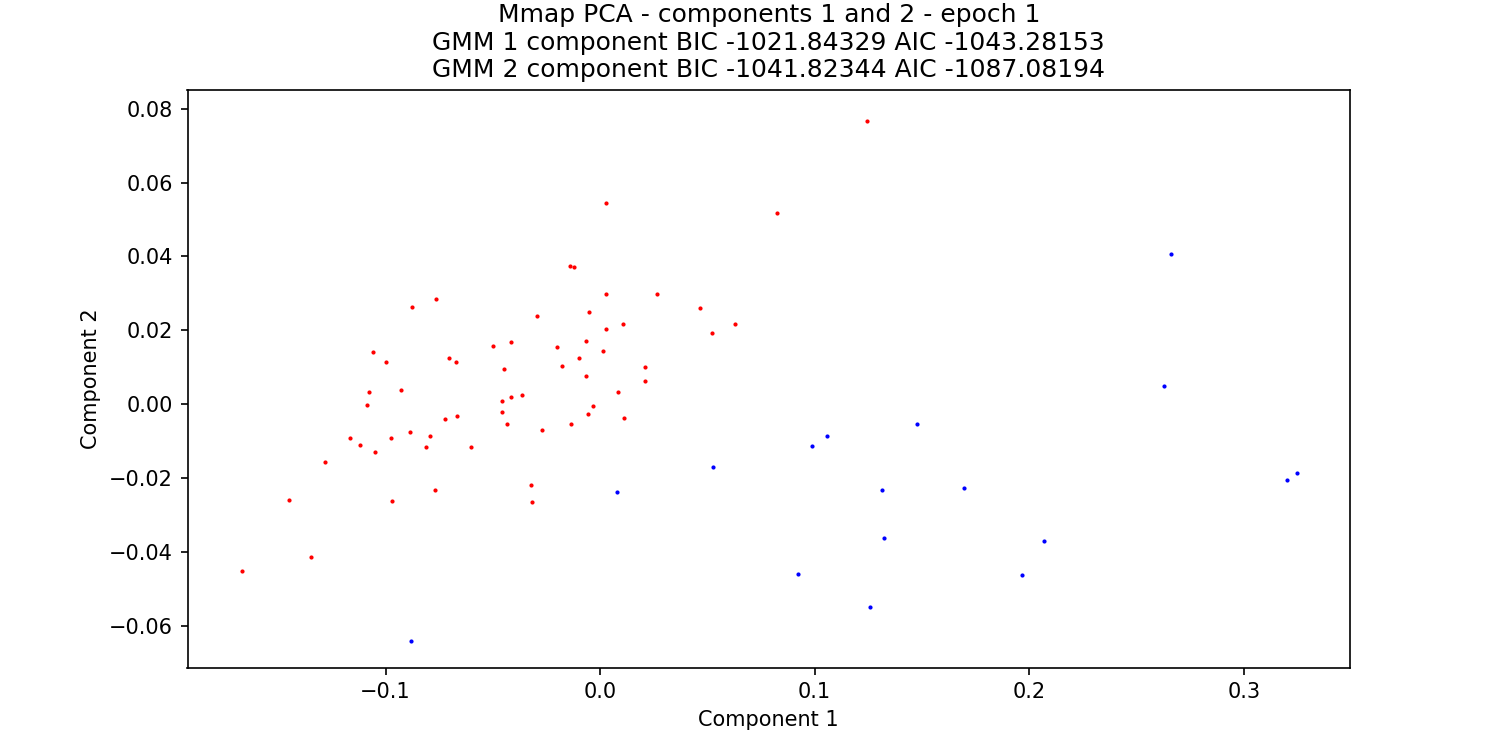 Mmap PCA - components 1 and 2 - epoch 1
GMM 1 component BIC -1021.84329 AIC -1043.28153
GMM 2 component BIC -1041.82344 AIC -1087.08194
0.08
0.06
0.04
0.02
0.00
−0.02
−0.04
−0.06
Component 2
−0.1
0.0
0.1
0.2
0.3
Component 1